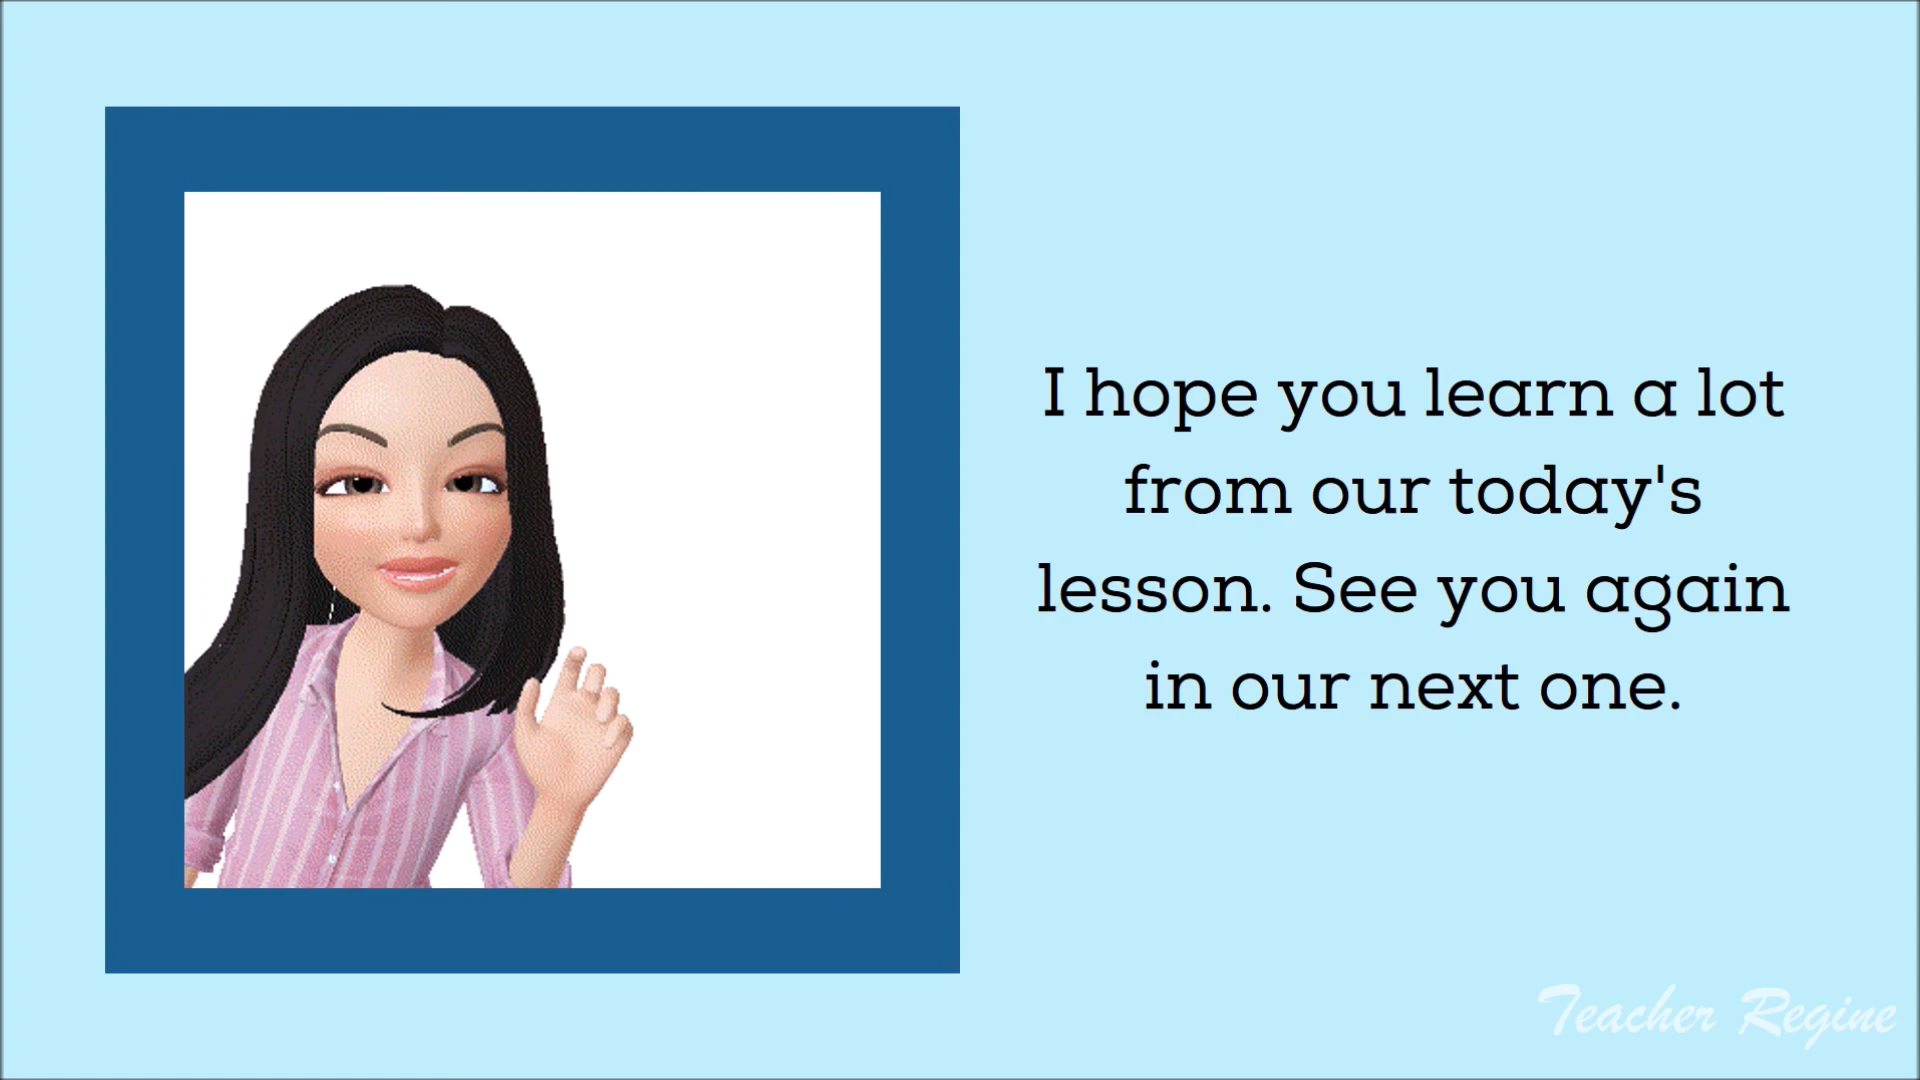 I hope you learn a lot
from our today's
lesson. See you again
in our next one.
Teacher Regine